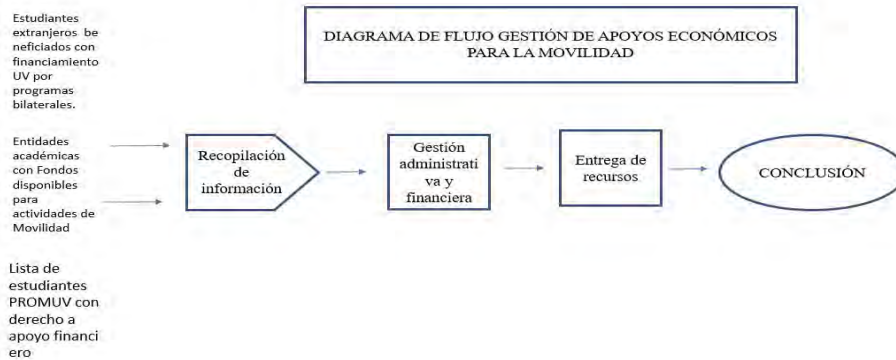 Estudiantes
extranjeros be
neficiados con
financiamiento
UV por
programas
bilaterales.
DIAGRAMA DE FLUJO GESTIÓN DE APOYOS ECONÓMICOS
PARA LA MOVILIDAD
Entidades
académicas
con Fondos
disponibles
para
actividades de
Movilidad
Recopilación
de
información
Gestión
administrati
va y
financiera
Entrega de
recursos
CONCLUSIÓN
Lista de
estudiantes
PROMUV con
derecho a
apoyo financi
ero